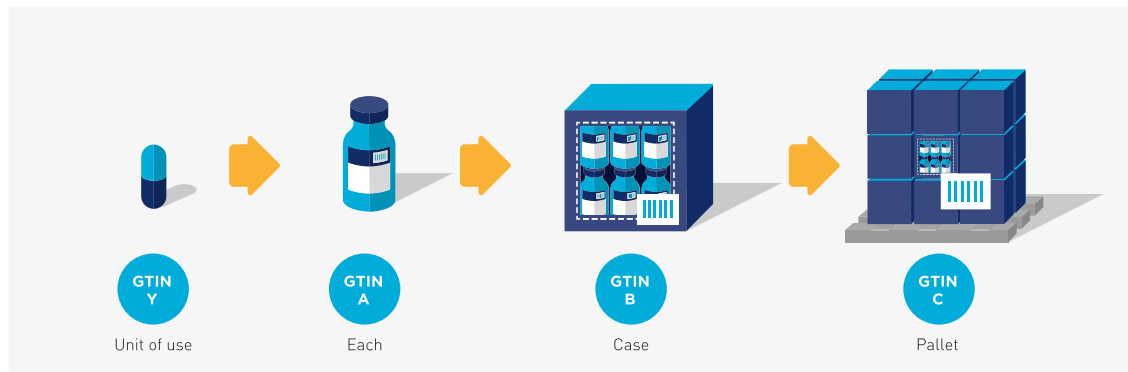 GTIN
Y
Unit of use
GTIN
A
Each
GTIN
B
Case
GTIN
C
Pallet